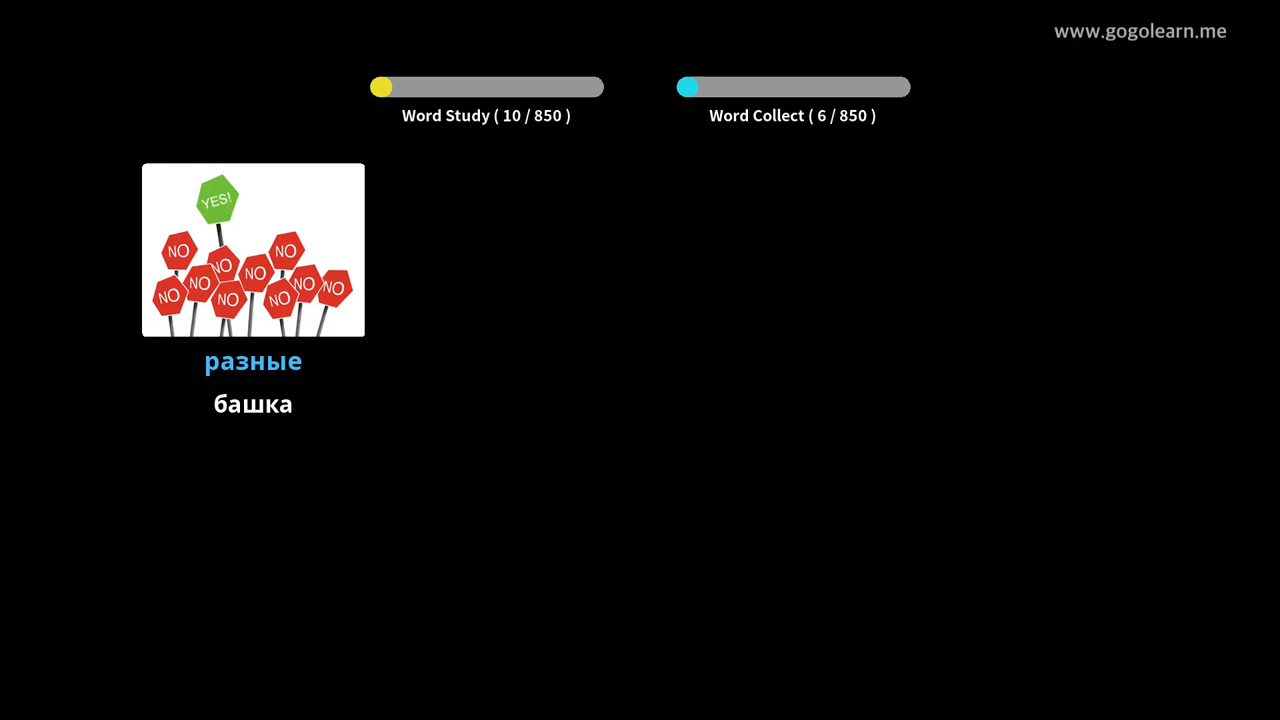 www.gogolearn.me
Word Study ( 10 / 850 )
Word Collect ( 6 / 850 )
YES!
NO
NO
NO
NO
NO
NO
NO
NO
NO
NO
разные
башка